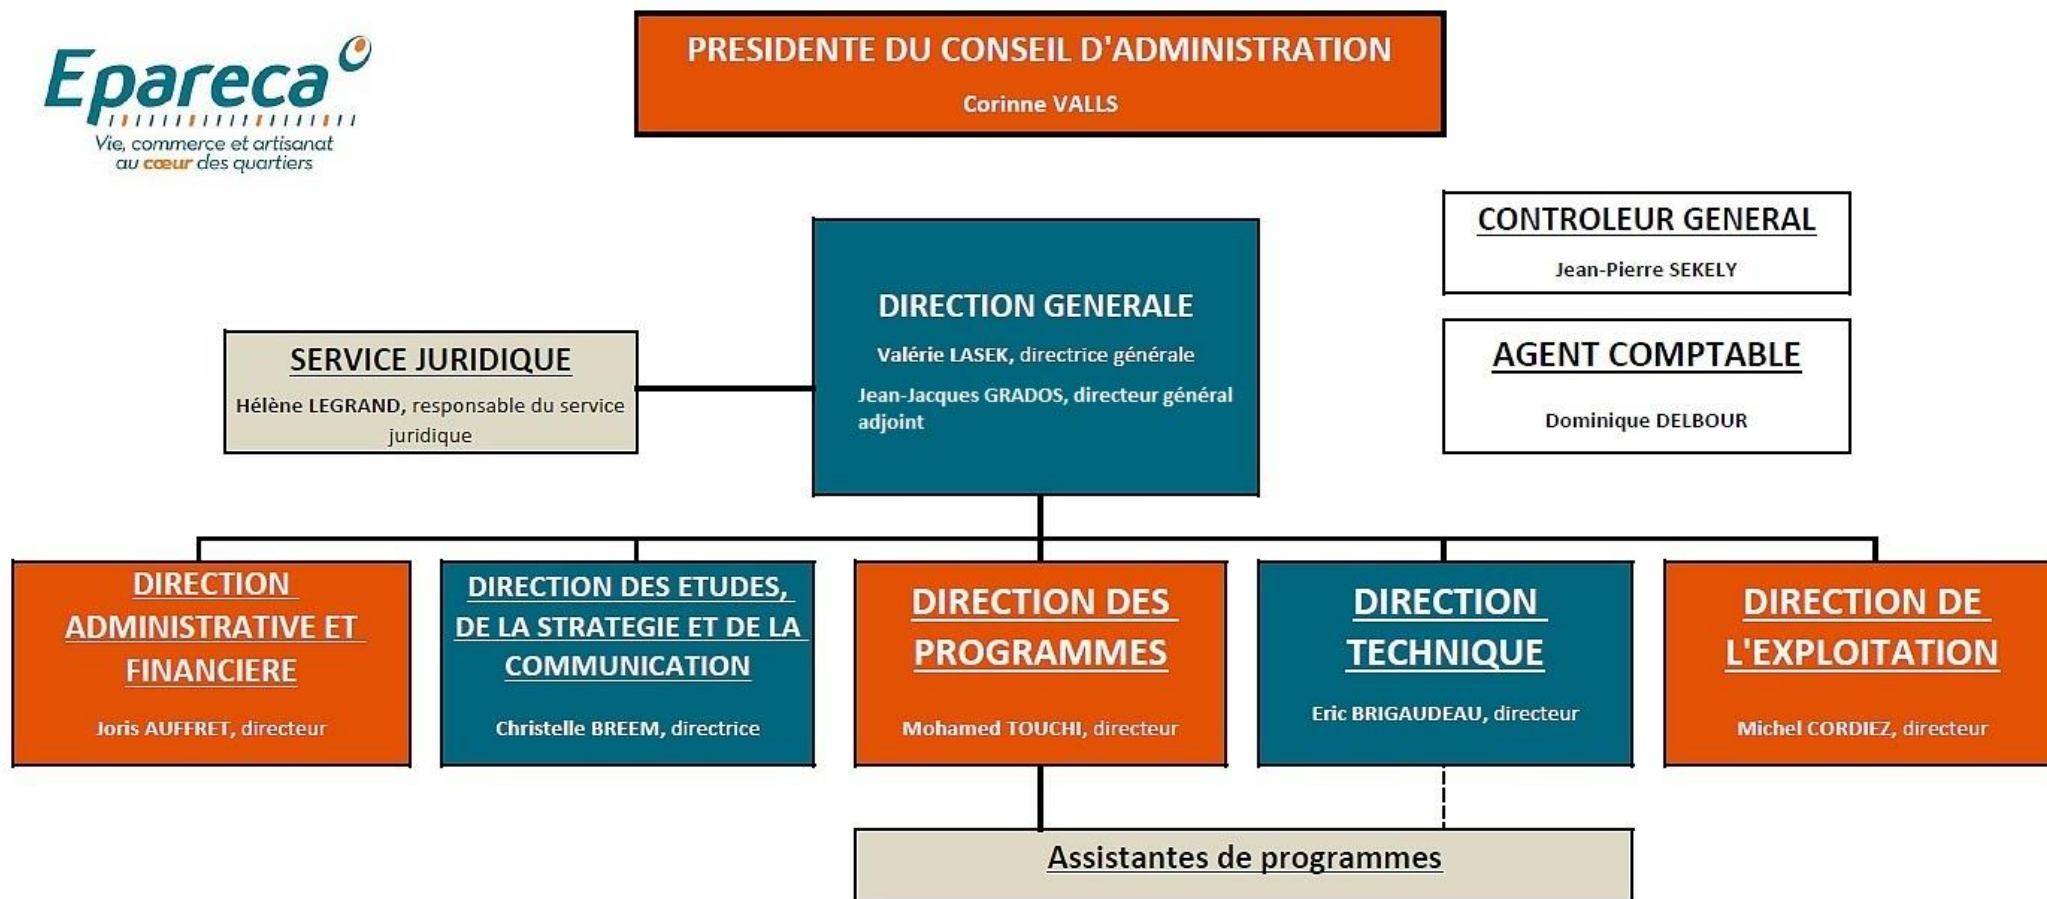 Epareca
Vie, commerce et artisanat
au cœur des quartiers
PRESIDENTE DU CONSEIL D'ADMINISTRATION
Corinne VALLS
CONTROLEUR GENERAL
Jean-Pierre SEKELY
DIRECTION GENERALE
Valérie LASEK, directrice générale
Jean-Jacques GRADOS, directeur général
adjoint
SERVICE JURIDIQUE
Hélène LEGRAND, responsable du service
juridique
AGENT COMPTABLE
Dominique DELBOUR
DIRECTION
ADMINISTRATIVE ET
FINANCIERE
Joris AUFFRET, directeur
DIRECTION DES ETUDES,
DE LA STRATEGIE ET DE LA
COMMUNICATION
Christelle BREEM, directrice
DIRECTION DES
PROGRAMMES
Mohamed TOUCHI, directeur
DIRECTION
TECHNIQUE
Eric BRIGAUDEAU, directeur
DIRECTION DE
L'EXPLOITATION
Michel CORDIEZ, directeur
Assistantes de programmes